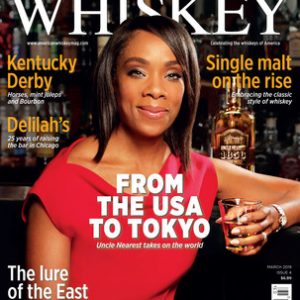 WHISKEY
www.americanwhiskeymag.com
Celebrating the whiskeys of America
Kentucky
Derby
Horses, mint juleps
and Bourbon
Delilah's
25 years of raising
the bar in Chicago
Single malt
on the rise
Embracing the classic
style of whiskey
FROM
THE USA
TO TOKYO
Uncle Nearest takes on the world
The lure
of the East
MARCH 2019
ISSUE 4
$6.99